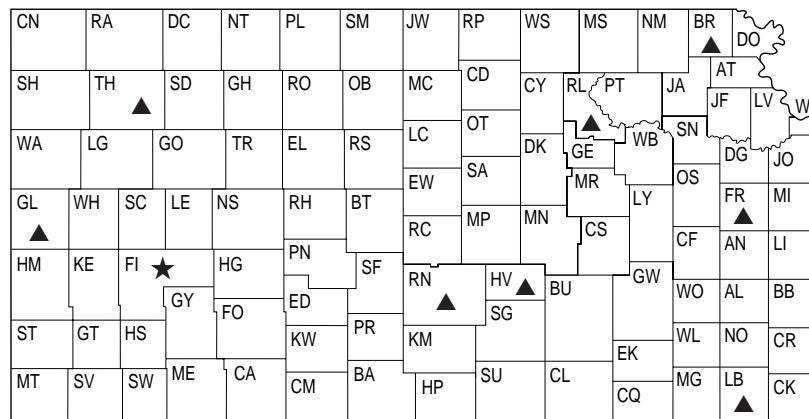 CN RA DC NT PL SM JW RP WS MS NM BR DO
SH TH SD GH RO OB MC CD CY RL PT JA AT
JF LV W
WA LG GO TR EL RS LC OT DK GE WB SN DG JO
EW SA MR OS
GL WH SC LE NS RH BT LY FR MI
RC MP MN CS
HM KE FI HG PN SF CF AN LI
RN HV BU GW
GY ED WO AL BB
FO SG
ST GT HS KW PR KM WL NO CR
EK
MT SV SW ME CA CM BA HP SU CL MG LB CK
CQ